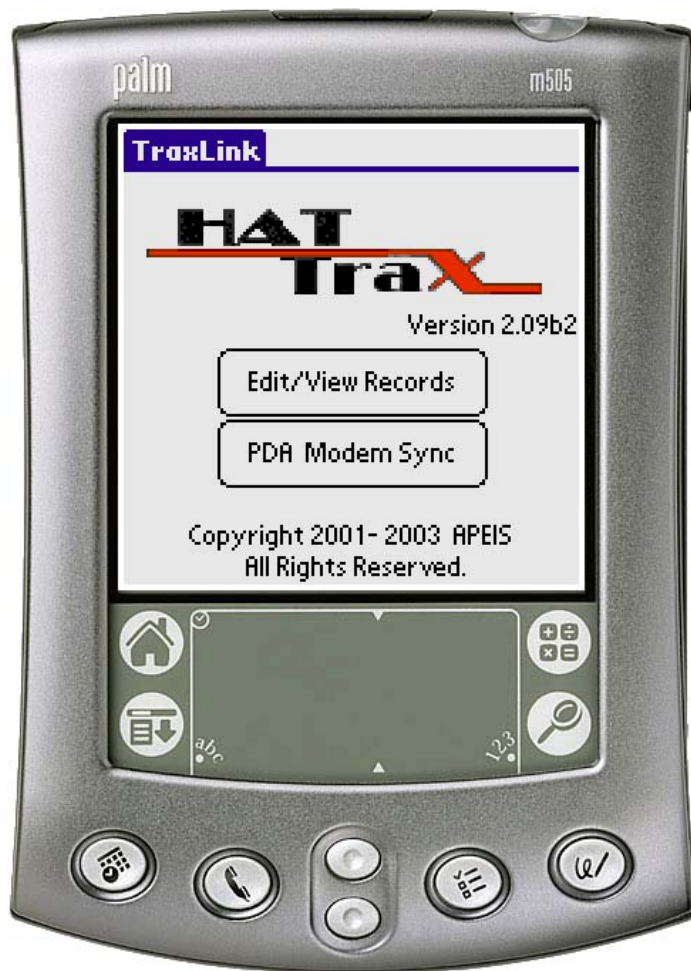 palm
m505
TraxLink
HAT
Trax
Version 2.09b2
Edit/View Records
PDA Modem Sync
Copyright 2001-2003 APEIS
All Rights Reserved.
abc
123